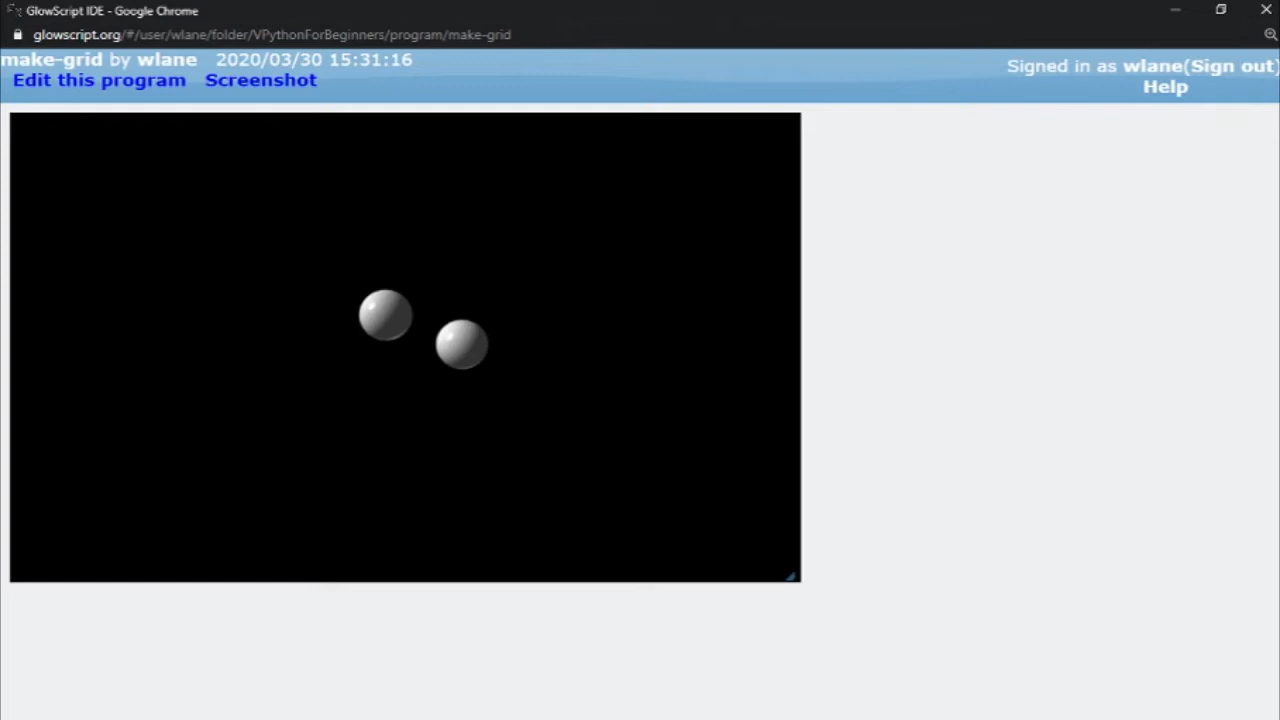 GlowScript IDE - Google Chrome
glowscript.org/#/user/wlane/folder/VPythonForBeginners/program/make-grid
make-grid by wlane 2020/03/30 15:31:16
Signed in as wlane(Sign out)
Edit this program Screenshot
Help